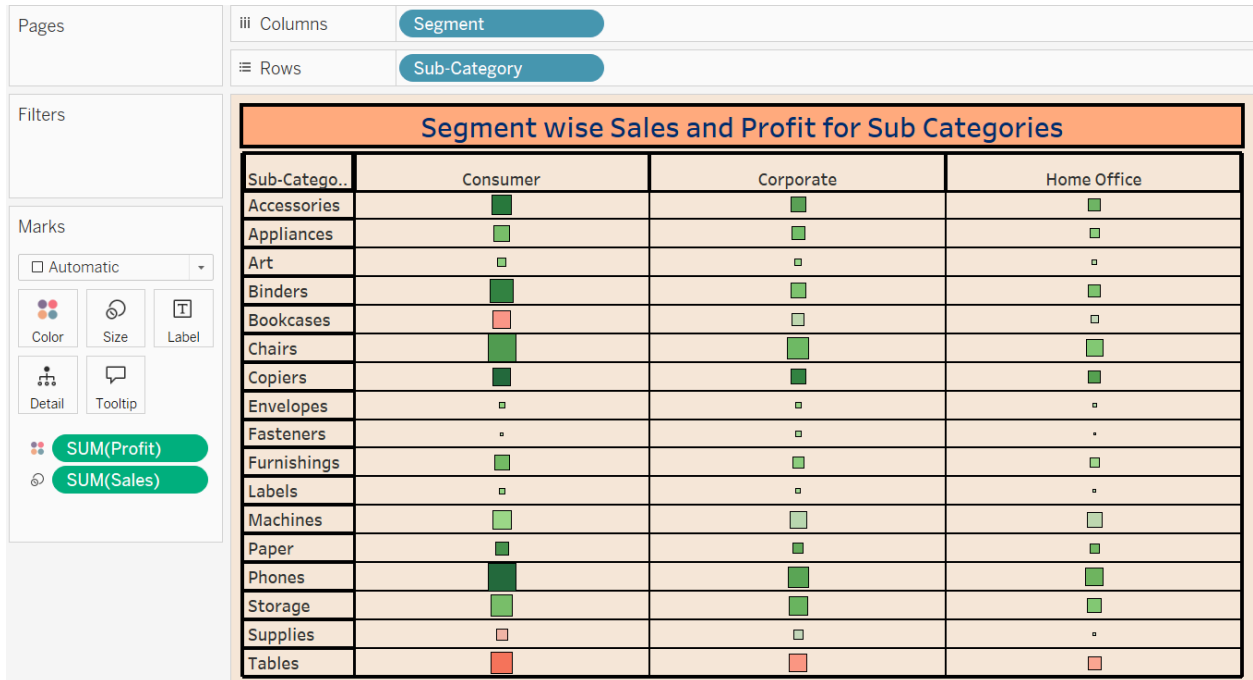 Pages
Columns Segment
Rows Sub-Category
Filters
Segment wise Sales and Profit for Sub Categories
Sub-Catego.. Consumer Corporate Home Office
Accessories
Appliances
Art
Binders
Bookcases
Chairs
Copiers
Envelopes
Fasteners
Furnishings
Labels
Machines
Paper
Phones
Storage
Supplies
Tables
Marks
Automatic
Color Size T Label
Detail Tooltip
SUM(Profit)
SUM(Sales)